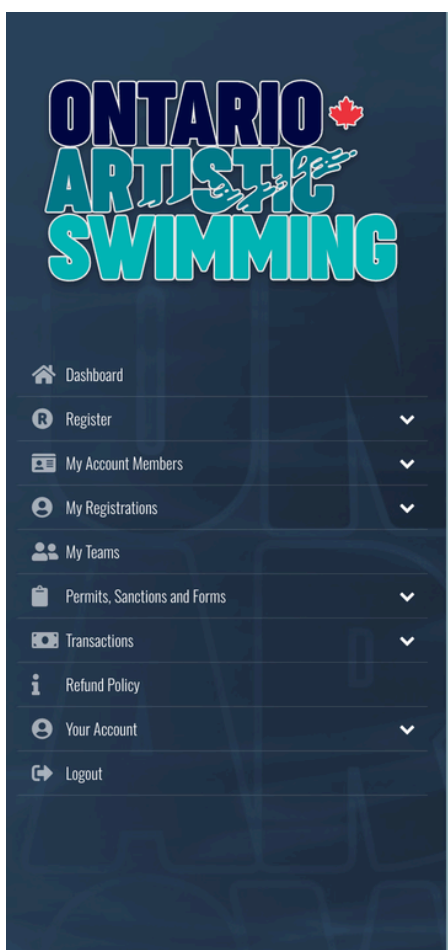 ONTARIO
ARTISTIC
SWIMMING
Dashboard
R Register
My Account Members
My Registrations
My Teams
Permits, Sanctions and Forms
Transactions
Refund Policy
Your Account
Logout